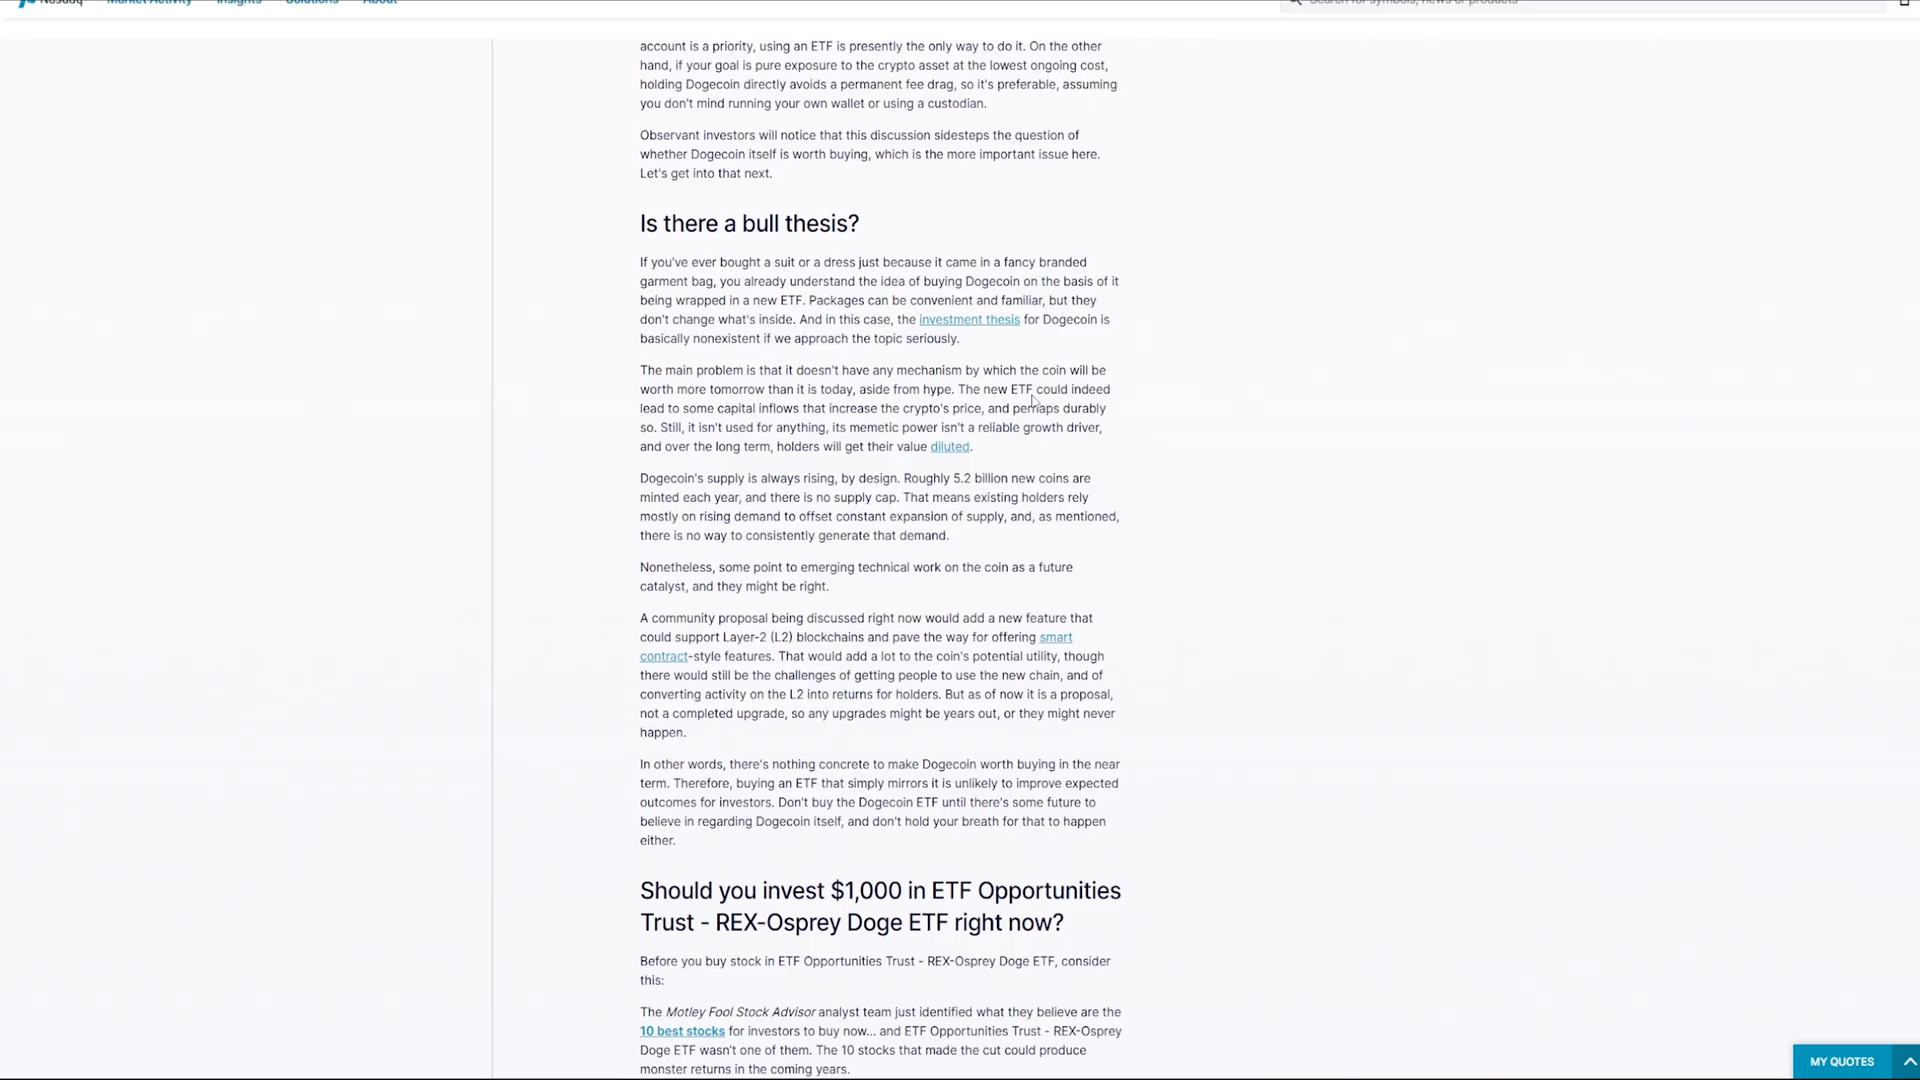 Nasdaq Market Activity Insights Solutions About
Search for symbols, news or products
account is a priority, using an ETF is presently the only way to do it. On the other
hand, if your goal is pure exposure to the crypto asset at the lowest ongoing cost,
holding Dogecoin directly avoids a permanent fee drag, so it's preferable, assuming
you don't mind running your own wallet or using a custodian.
Observant investors will notice that this discussion sidesteps the question of
whether Dogecoin itself is worth buying, which is the more important issue here.
Let's get into that next.
Is there a bull thesis?
If you've ever bought a suit or a dress just because it came in a fancy branded
garment bag, you already understand the idea of buying Dogecoin on the basis of it
being wrapped in a new ETF. Packages can be convenient and familiar, but they
don't change what's inside. And in this case, the investment thesis for Dogecoin is
basically nonexistent if we approach the topic seriously.
The main problem is that it doesn't have any mechanism by which the coin will be
worth more tomorrow than it is today, aside from hype. The new ETF could indeed
lead to some capital inflows that increase the crypto's price, and perhaps durably
so. Still, it isn't used for anything, its memetic power isn't a reliable growth driver,
and over the long term, holders will get their value diluted.
Dogecoin's supply is always rising, by design. Roughly 5.2 billion new coins are
minted each year, and there is no supply cap. That means existing holders rely
mostly on rising demand to offset constant expansion of supply, and, as mentioned,
there is no way to consistently generate that demand.
Nonetheless, some point to emerging technical work on the coin as a future
catalyst, and they might be right.
A community proposal being discussed right now would add a new feature that
could support Layer-2 (L2) blockchains and pave the way for offering smart
contract-style features. That would add a lot to the coin's potential utility, though
there would still be the challenges of getting people to use the new chain, and of
converting activity on the L2 into returns for holders. But as of now it is a proposal,
not a completed upgrade, so any upgrades might be years out, or they might never
happen.
In other words, there's nothing concrete to make Dogecoin worth buying in the near
term. Therefore, buying an ETF that simply mirrors it is unlikely to improve expected
outcomes for investors. Don't buy the Dogecoin ETF until there's some future to
believe in regarding Dogecoin itself, and don't hold your breath for that to happen
either.
Should you invest $1,000 in ETF Opportunities
Trust - REX-Osprey Doge ETF right now?
Before you buy stock in ETF Opportunities Trust - REX-Osprey Doge ETF, consider
this:
The Motley Fool Stock Advisor analyst team just identified what they believe are the
10 best stocks for investors to buy now… and ETF Opportunities Trust - REX-Osprey
Doge ETF wasn't one of them. The 10 stocks that made the cut could produce
monster returns in the coming years.
MY QUOTES